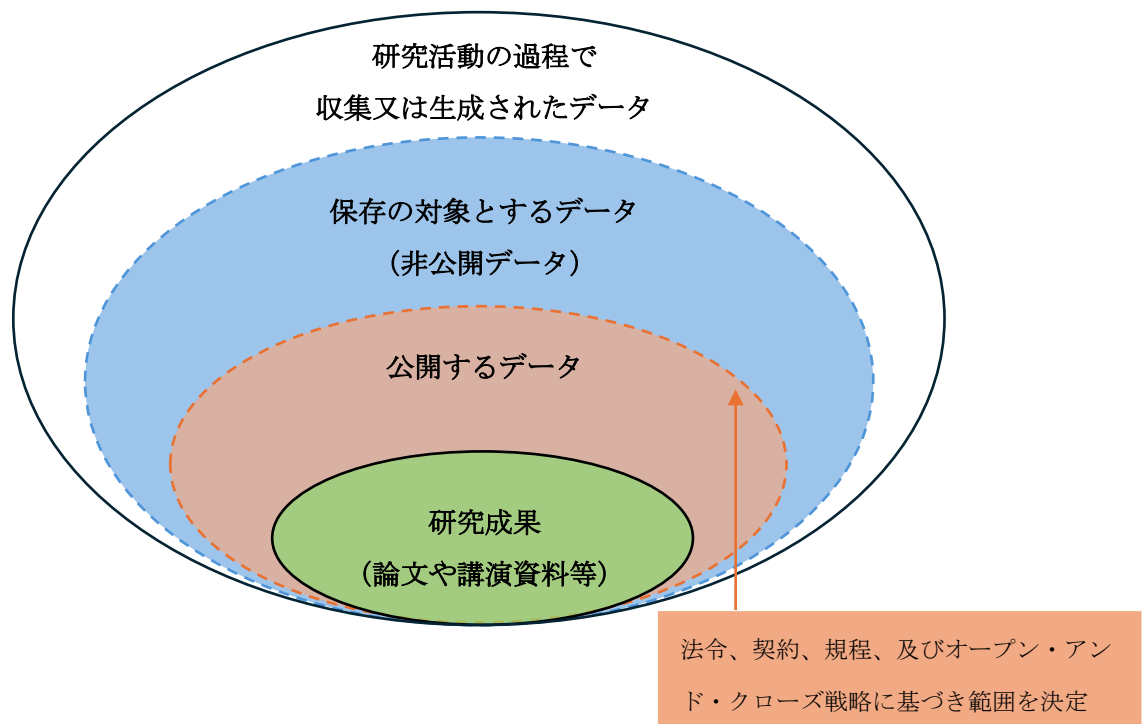 研究活動の過程で
収集又は生成されたデータ
保存の対象とするデータ
（非公開データ）
公開するデータ
研究成果
（論文や講演資料等）
法令、契約、規程、及びオープン・アン
ド・クローズ戦略に基づき範囲を決定